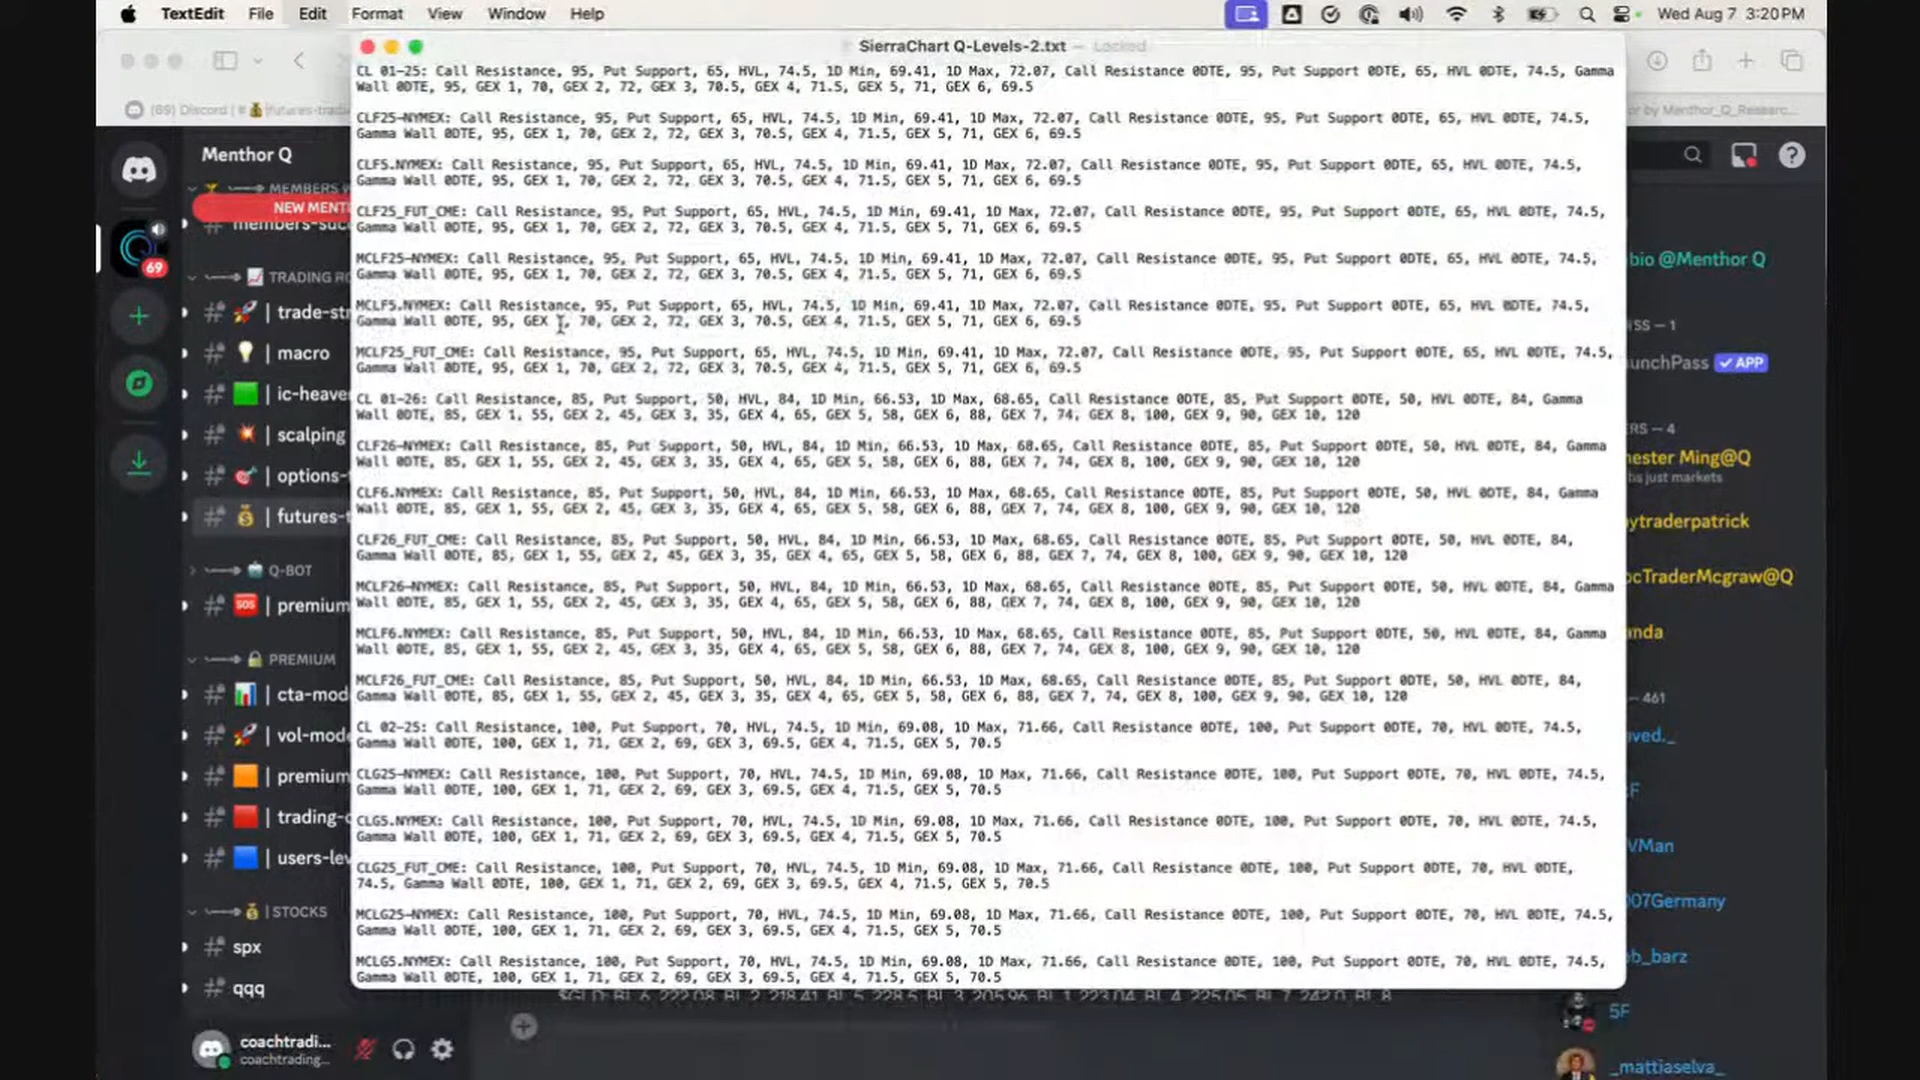 TextEdit File Edit Format View Window Help Wed Aug 7 3:20PM
SierraChart Q-Levels-2.txt — Locked
(69) Discord | # futures-tradi
or by Menthor_Q_Researc...
CL 01-25: Call Resistance, 95, Put Support, 65, HVL, 74.5, 1D Min, 69.41, 1D Max, 72.07, Call Resistance 0DTE, 95, Put Support 0DTE, 65, HVL 0DTE, 74.5, Gamma
Wall 0DTE, 95, GEX 1, 70, GEX 2, 72, GEX 3, 70.5, GEX 4, 71.5, GEX 5, 71, GEX 6, 69.5
CLF25-NYMEX: Call Resistance, 95, Put Support, 65, HVL, 74.5, 1D Min, 69.41, 1D Max, 72.07, Call Resistance 0DTE, 95, Put Support 0DTE, 65, HVL 0DTE, 74.5,
Gamma Wall 0DTE, 95, GEX 1, 70, GEX 2, 72, GEX 3, 70.5, GEX 4, 71.5, GEX 5, 71, GEX 6, 69.5
CLF5.NYMEX: Call Resistance, 95, Put Support, 65, HVL, 74.5, 1D Min, 69.41, 1D Max, 72.07, Call Resistance 0DTE, 95, Put Support 0DTE, 65, HVL 0DTE, 74.5,
Gamma Wall 0DTE, 95, GEX 1, 70, GEX 2, 72, GEX 3, 70.5, GEX 4, 71.5, GEX 5, 71, GEX 6, 69.5
CLF25_FUT_CME: Call Resistance, 95, Put Support, 65, HVL, 74.5, 1D Min, 69.41, 1D Max, 72.07, Call Resistance 0DTE, 95, Put Support 0DTE, 65, HVL 0DTE, 74.5,
Gamma Wall 0DTE, 95, GEX 1, 70, GEX 2, 72, GEX 3, 70.5, GEX 4, 71.5, GEX 5, 71, GEX 6, 69.5
MCLF25-NYMEX: Call Resistance, 95, Put Support, 65, HVL, 74.5, 1D Min, 69.41, 1D Max, 72.07, Call Resistance 0DTE, 95, Put Support 0DTE, 65, HVL 0DTE, 74.5,
Gamma Wall 0DTE, 95, GEX 1, 70, GEX 2, 72, GEX 3, 70.5, GEX 4, 71.5, GEX 5, 71, GEX 6, 69.5
MCLF5.NYMEX: Call Resistance, 95, Put Support, 65, HVL, 74.5, 1D Min, 69.41, 1D Max, 72.07, Call Resistance 0DTE, 95, Put Support 0DTE, 65, HVL 0DTE, 74.5,
Gamma Wall 0DTE, 95, GEX 1, 70, GEX 2, 72, GEX 3, 70.5, GEX 4, 71.5, GEX 5, 71, GEX 6, 69.5
MCLF25_FUT_CME: Call Resistance, 95, Put Support, 65, HVL, 74.5, 1D Min, 69.41, 1D Max, 72.07, Call Resistance 0DTE, 95, Put Support 0DTE, 65, HVL 0DTE, 74.5,
Gamma Wall 0DTE, 95, GEX 1, 70, GEX 2, 72, GEX 3, 70.5, GEX 4, 71.5, GEX 5, 71, GEX 6, 69.5
CL 01-26: Call Resistance, 85, Put Support, 50, HVL, 84, 1D Min, 66.53, 1D Max, 68.65, Call Resistance 0DTE, 85, Put Support 0DTE, 50, HVL 0DTE, 84, Gamma
Wall 0DTE, 85, GEX 1, 55, GEX 2, 45, GEX 3, 35, GEX 4, 65, GEX 5, 58, GEX 6, 88, GEX 7, 74, GEX 8, 100, GEX 9, 90, GEX 10, 120
CLF26-NYMEX: Call Resistance, 85, Put Support, 50, HVL, 84, 1D Min, 66.53, 1D Max, 68.65, Call Resistance 0DTE, 85, Put Support 0DTE, 50, HVL 0DTE, 84, Gamma
Wall 0DTE, 85, GEX 1, 55, GEX 2, 45, GEX 3, 35, GEX 4, 65, GEX 5, 58, GEX 6, 88, GEX 7, 74, GEX 8, 100, GEX 9, 90, GEX 10, 120
CLF6.NYMEX: Call Resistance, 85, Put Support, 50, HVL, 84, 1D Min, 66.53, 1D Max, 68.65, Call Resistance 0DTE, 85, Put Support 0DTE, 50, HVL 0DTE, 84, Gamma
Wall 0DTE, 85, GEX 1, 55, GEX 2, 45, GEX 3, 35, GEX 4, 65, GEX 5, 58, GEX 6, 88, GEX 7, 74, GEX 8, 100, GEX 9, 90, GEX 10, 120
CLF26_FUT_CME: Call Resistance, 85, Put Support, 50, HVL, 84, 1D Min, 66.53, 1D Max, 68.65, Call Resistance 0DTE, 85, Put Support 0DTE, 50, HVL 0DTE, 84,
Gamma Wall 0DTE, 85, GEX 1, 55, GEX 2, 45, GEX 3, 35, GEX 4, 65, GEX 5, 58, GEX 6, 88, GEX 7, 74, GEX 8, 100, GEX 9, 90, GEX 10, 120
MCLF26-NYMEX: Call Resistance, 85, Put Support, 50, HVL, 84, 1D Min, 66.53, 1D Max, 68.65, Call Resistance 0DTE, 85, Put Support 0DTE, 50, HVL 0DTE, 84, Gamma
Wall 0DTE, 85, GEX 1, 55, GEX 2, 45, GEX 3, 35, GEX 4, 65, GEX 5, 58, GEX 6, 88, GEX 7, 74, GEX 8, 100, GEX 9, 90, GEX 10, 120
MCLF6.NYMEX: Call Resistance, 85, Put Support, 50, HVL, 84, 1D Min, 66.53, 1D Max, 68.65, Call Resistance 0DTE, 85, Put Support 0DTE, 50, HVL 0DTE, 84, Gamma
Wall 0DTE, 85, GEX 1, 55, GEX 2, 45, GEX 3, 35, GEX 4, 65, GEX 5, 58, GEX 6, 88, GEX 7, 74, GEX 8, 100, GEX 9, 90, GEX 10, 120
MCLF26_FUT_CME: Call Resistance, 85, Put Support, 50, HVL, 84, 1D Min, 66.53, 1D Max, 68.65, Call Resistance 0DTE, 85, Put Support 0DTE, 50, HVL 0DTE, 84,
Gamma Wall 0DTE, 85, GEX 1, 55, GEX 2, 45, GEX 3, 35, GEX 4, 65, GEX 5, 58, GEX 6, 88, GEX 7, 74, GEX 8, 100, GEX 9, 90, GEX 10, 120
CL 02-25: Call Resistance, 100, Put Support, 70, HVL, 74.5, 1D Min, 69.08, 1D Max, 71.66, Call Resistance 0DTE, 100, Put Support 0DTE, 70, HVL 0DTE, 74.5,
Gamma Wall 0DTE, 100, GEX 1, 71, GEX 2, 69, GEX 3, 69.5, GEX 4, 71.5, GEX 5, 70.5
CLG25-NYMEX: Call Resistance, 100, Put Support, 70, HVL, 74.5, 1D Min, 69.08, 1D Max, 71.66, Call Resistance 0DTE, 100, Put Support 0DTE, 70, HVL 0DTE, 74.5,
Gamma Wall 0DTE, 100, GEX 1, 71, GEX 2, 69, GEX 3, 69.5, GEX 4, 71.5, GEX 5, 70.5
CLG5.NYMEX: Call Resistance, 100, Put Support, 70, HVL, 74.5, 1D Min, 69.08, 1D Max, 71.66, Call Resistance 0DTE, 100, Put Support 0DTE, 70, HVL 0DTE, 74.5,
Gamma Wall 0DTE, 100, GEX 1, 71, GEX 2, 69, GEX 3, 69.5, GEX 4, 71.5, GEX 5, 70.5
CLG25_FUT_CME: Call Resistance, 100, Put Support, 70, HVL, 74.5, 1D Min, 69.08, 1D Max, 71.66, Call Resistance 0DTE, 100, Put Support 0DTE, 70, HVL 0DTE,
74.5, Gamma Wall 0DTE, 100, GEX 1, 71, GEX 2, 69, GEX 3, 69.5, GEX 4, 71.5, GEX 5, 70.5
MCLG25-NYMEX: Call Resistance, 100, Put Support, 70, HVL, 74.5, 1D Min, 69.08, 1D Max, 71.66, Call Resistance 0DTE, 100, Put Support 0DTE, 70, HVL 0DTE, 74.5,
Gamma Wall 0DTE, 100, GEX 1, 71, GEX 2, 69, GEX 3, 69.5, GEX 4, 71.5, GEX 5, 70.5
MCLG5.NYMEX: Call Resistance, 100, Put Support, 70, HVL, 74.5, 1D Min, 69.08, 1D Max, 71.66, Call Resistance 0DTE, 100, Put Support 0DTE, 70, HVL 0DTE, 74.5,
Gamma Wall 0DTE, 100, GEX 1, 71, GEX 2, 69, GEX 3, 69.5, GEX 4, 71.5, GEX 5, 70.5
Menthor Q
MEMBERS W
NEW MENT
members-suc
TRADING RO
# | trade-str
# | macro
# | ic-heave
# | scalping
# | options-t
# | futures-t
Q-BOT
# SOS | premium
PREMIUM
# | cta-mod
# | vol-mode
# | premium
# | trading-c
# | users-lev
| STOCKS
# spx
# qqq
coachtradi...
coachtrading...
69
bio @Menthor Q
SS — 1
unchPass ✓ APP
RS — 4
ester Ming@Q
bs just markets
ytraderpatrick
ocTraderMcgraw@Q
nda
— 461
ved._
VMan
007Germany
ob_barz
5F
_mattiaselva_